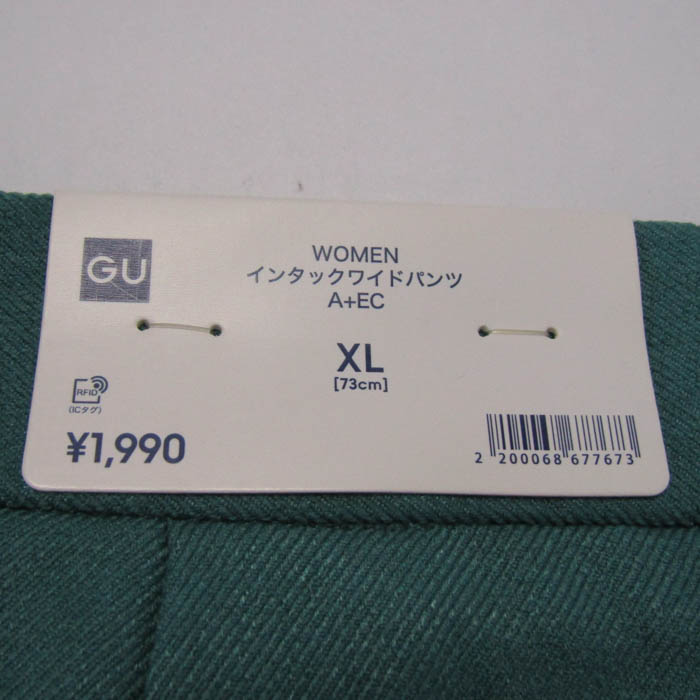 GU
WOMEN
インタックワイドパンツ
A+EC
XL
[73cm]
RFID
(ICタグ)
¥1,990
2 200068 677673